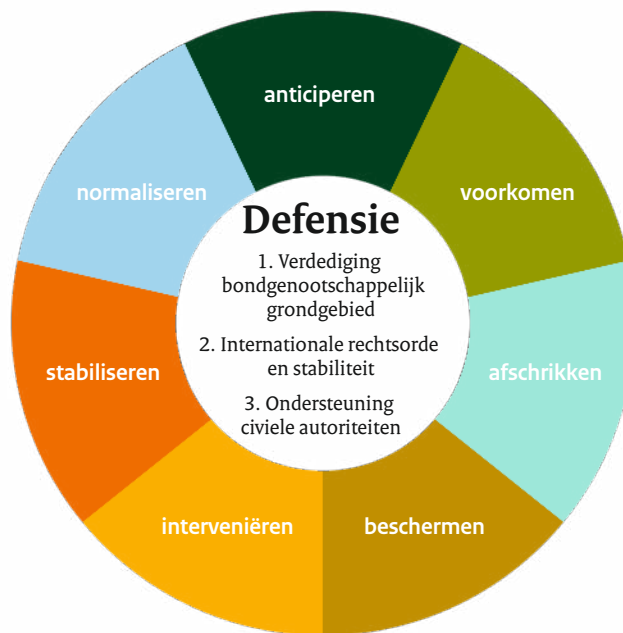 anticiperen
normaliseren
voorkomen
Defensie
1. Verdediging
bondgenootschappelijk
grondgebied
2. Internationale rechtsorde
en stabiliteit
3. Ondersteuning
civiele autoriteiten
stabiliseren
afschrikken
interveniëren
beschermen